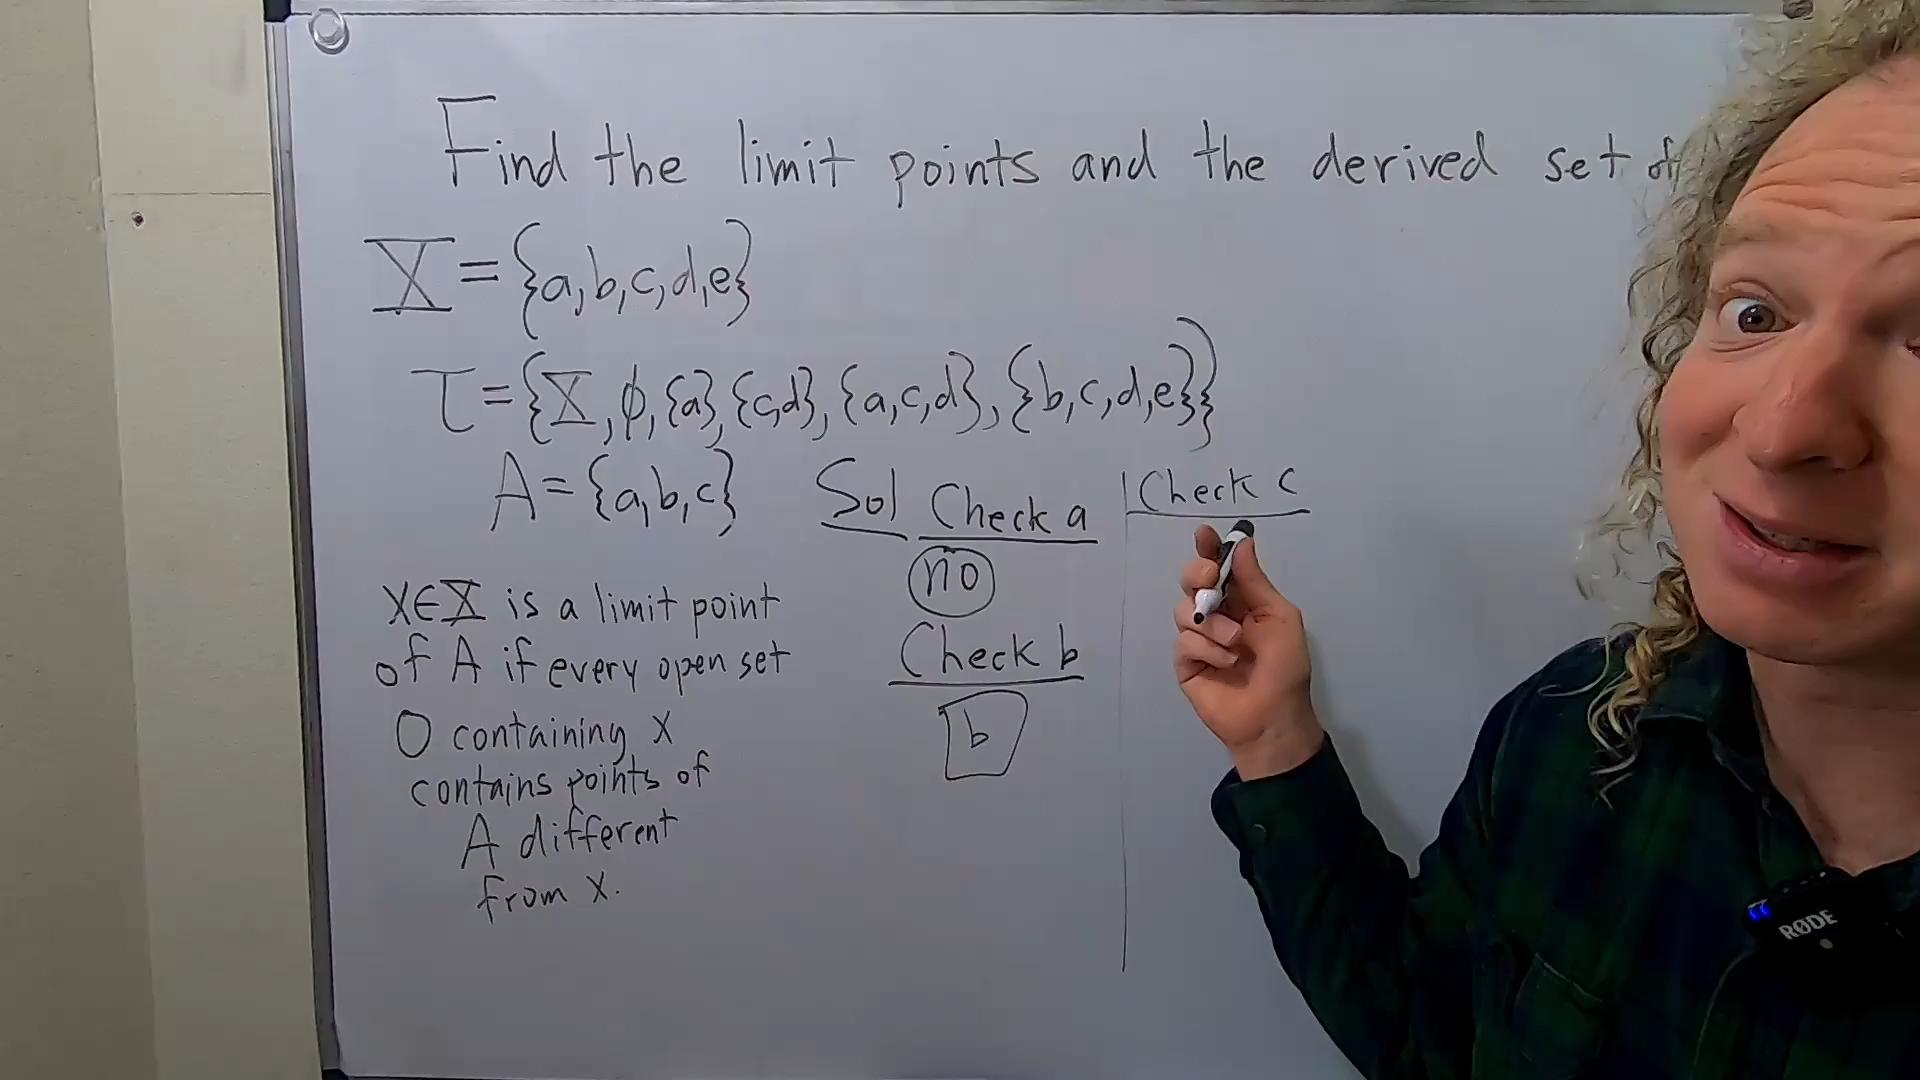 Find the limit points and the derived set of
X={a,b,c,d,e}
τ={X,ϕ,{a},{c,d},{a,c,d},{b,c,d,e}}
A={a,b,c}
x∈X is a limit point
of A if every open set
O containing x
contains points of
A different
from x.
Sol Check a
no
Check b
b
Check c
RØDE